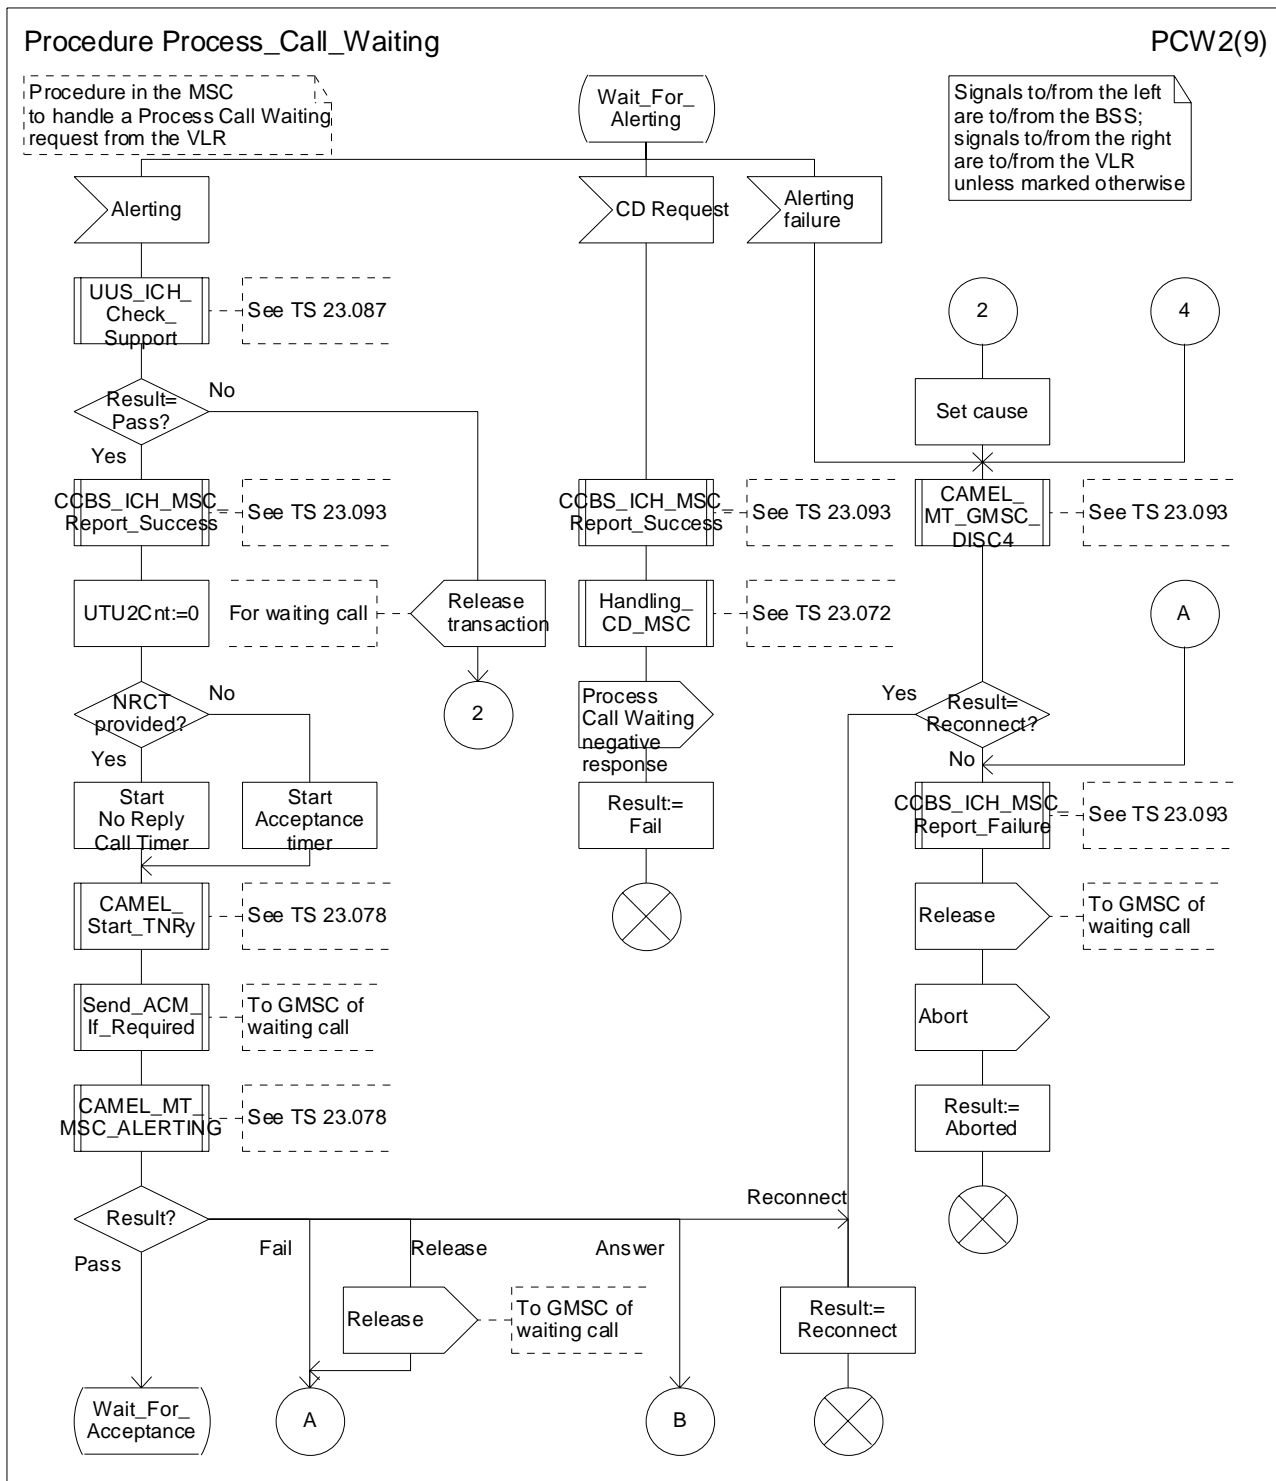 Procedure Process_Call_Waiting
PCW2(9)
Procedure in the MSC
to handle a Process Call Waiting
request from the VLR
Wait_For_
Alerting
Signals to/from the left
are to/from the BSS;
signals to/from the right
are to/from the VLR
unless marked otherwise
Alerting
CD Request
Alerting
failure
UUS_ICH_
Check_
Support
See TS 23.087
2
4
Result=
Pass?
No
Yes
Set cause
CCBS_ICH_MSC_
Report_Success
See TS 23.093
CCBS_ICH_MSC_
Report_Success
See TS 23.093
CAMEL_
MT_GMSC_
DISC4
See TS 23.093
UTU2Cnt:=0
For waiting call
Release
transaction
Handling_
CD_MSC
See TS 23.072
A
NRCT
provided?
No
Yes
2
Process
Call Waiting
negative
response
Yes
Result=
Reconnect?
No
Start
No Reply
Call Timer
Start
Acceptance
timer
Result:=
Fail
CCBS_ICH_MSC_
Report_Failure
See TS 23.093
CAMEL_
Start_TNRy
See TS 23.078
Release
To GMSC of
waiting call
Send_ACM_
If_Required
To GMSC of
waiting call
Abort
CAMEL_MT_
MSC_ALERTING
See TS 23.078
Result:=
Aborted
Result?
Pass
Fail
Release
Answer
Reconnect
Release
To GMSC of
waiting call
Result:=
Reconnect
Wait_For_
Acceptance
A
B